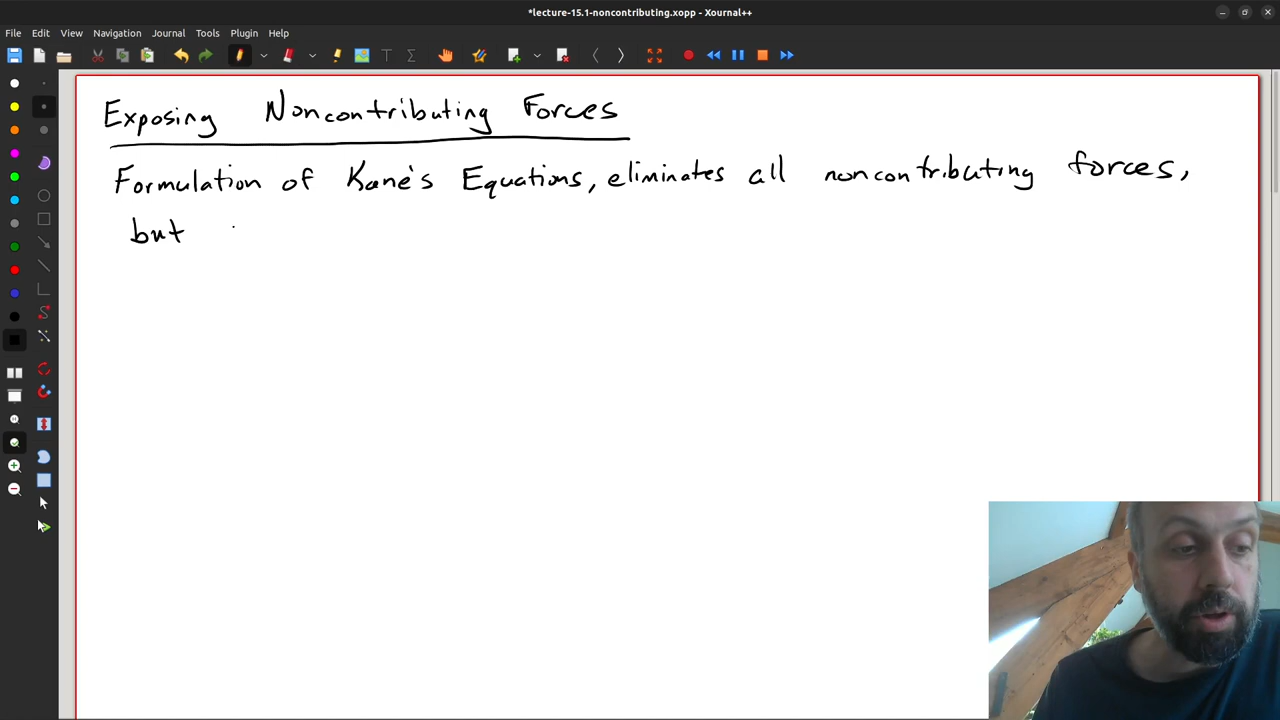 *lecture-15.1-noncontributing.xopp - Xournal++
File Edit View Navigation Journal Tools Plugin Help
Exposing Noncontributing Forces
Formulation of Kane's Equations, eliminates all noncontributing forces,
but